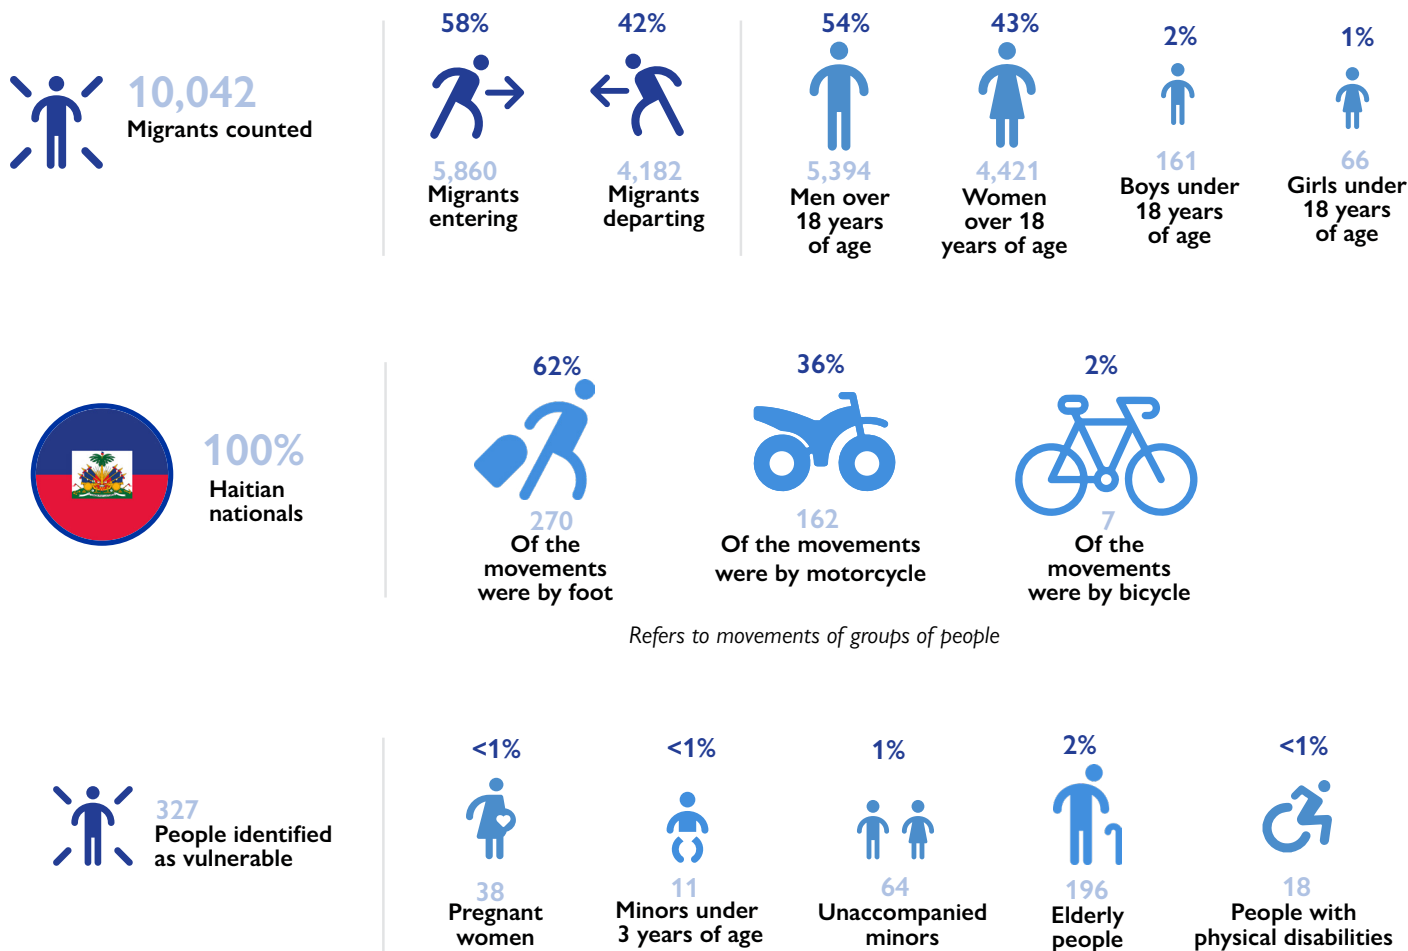 10,042
Migrants counted
58%
5,860
Migrants
entering
42%
4,182
Migrants
departing
54%
5,394
Men over
18 years
of age
43%
4,421
Women
over 18
years of age
2%
161
Boys under
18 years
of age
1%
66
Girls under
18 years
of age
100%
Haitian
nationals
62%
270
Of the
movements
were by foot
36%
162
Of the movements
were by motorcycle
2%
7
Of the
movements
were by bicycle
Refers to movements of groups of people
327
People identified
as vulnerable
<1%
38
Pregnant
women
<1%
11
Minors under
3 years of age
1%
64
Unaccompanied
minors
2%
196
Elderly
people
<1%
18
People with
physical disabilities